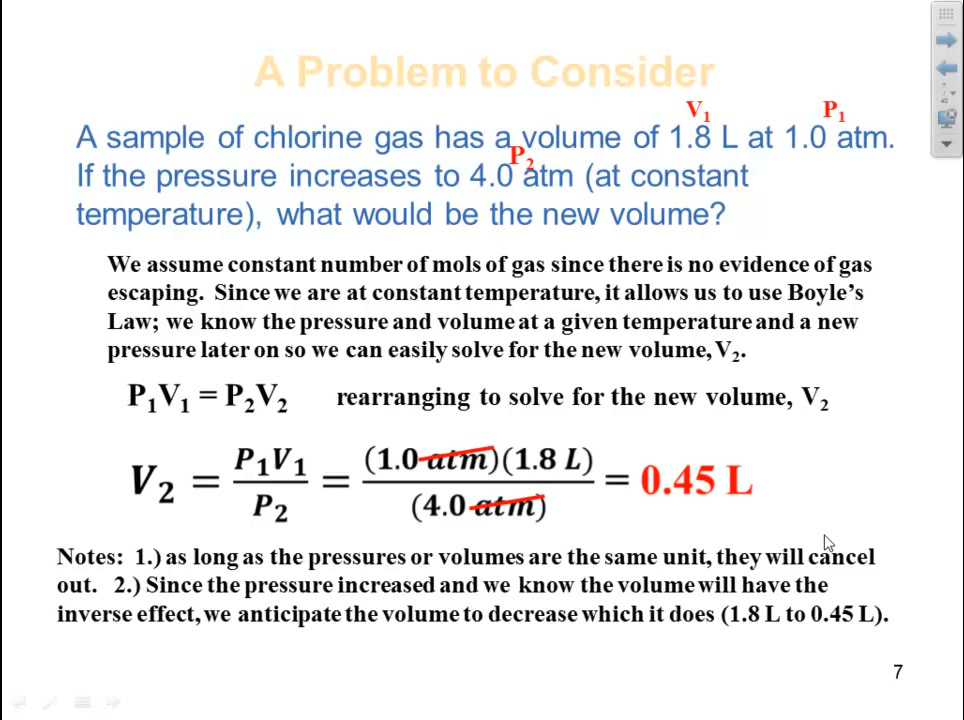 A Problem to Consider
V₁ P₁
A sample of chlorine gas has a volume of 1.8 L at 1.0 atm.
P₂
If the pressure increases to 4.0 atm (at constant
temperature), what would be the new volume?
We assume constant number of mols of gas since there is no evidence of gas
escaping. Since we are at constant temperature, it allows us to use Boyle's
Law; we know the pressure and volume at a given temperature and a new
pressure later on so we can easily solve for the new volume, V₂.
P₁V₁ = P₂V₂ rearranging to solve for the new volume, V₂
V₂ = P₁V₁ / P₂ = (1.0 atm)(1.8 L) / (4.0 atm) = 0.45 L
Notes: 1.) as long as the pressures or volumes are the same unit, they will cancel
out. 2.) Since the pressure increased and we know the volume will have the
inverse effect, we anticipate the volume to decrease which it does (1.8 L to 0.45 L).
7